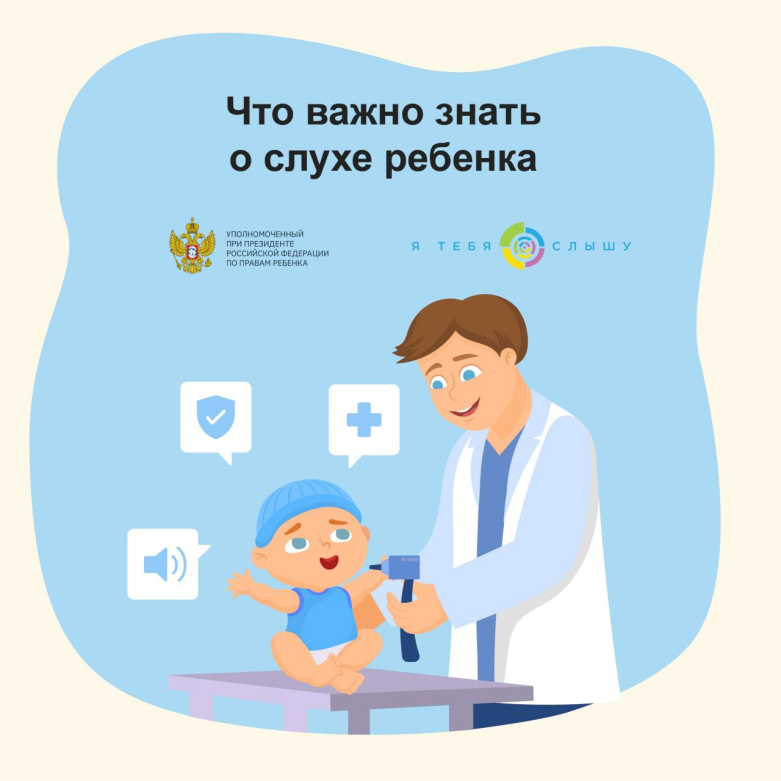 Что важно знать
о слухе ребенка
УПОЛНОМОЧЕННЫЙ
ПРИ ПРЕЗИДЕНТЕ
РОССИЙСКОЙ ФЕДЕРАЦИИ
ПО ПРАВАМ РЕБЕНКА
Я ТЕБЯ СЛЫШУ